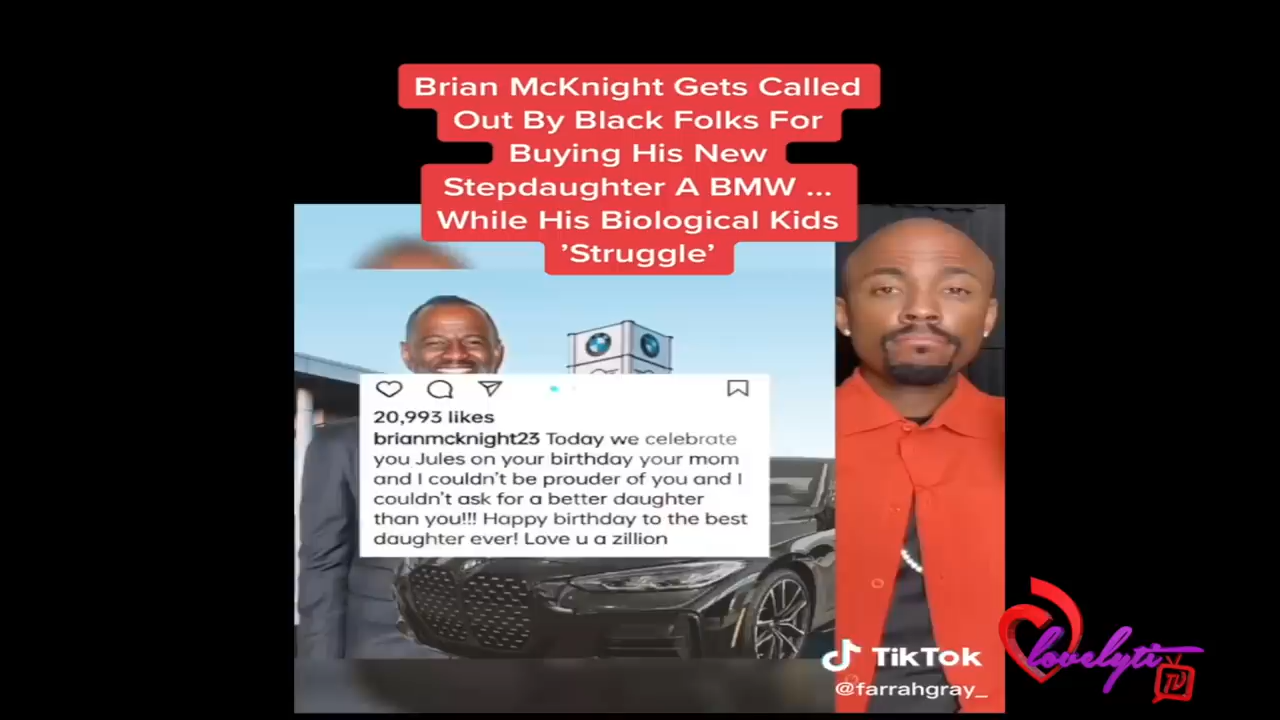 Brian McKnight Gets Called
Out By Black Folks For
Buying His New
Stepdaughter A BMW ...
While His Biological Kids
'Struggle'
20,993 likes
brianmcknight23 Today we celebrate
you Jules on your birthday your mom
and I couldn't be prouder of you and I
couldn't ask for a better daughter
than you!!! Happy birthday to the best
daughter ever! Love u a zillion
TikTok
@farrahgray_
lovelyti
TV